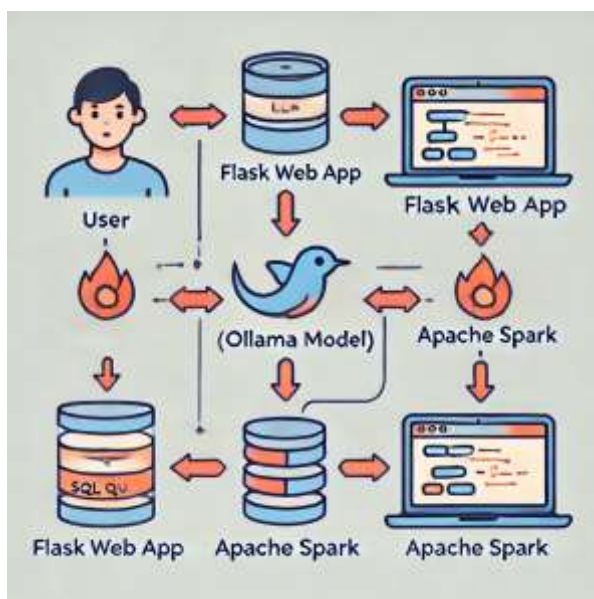 LLM
Flask Web App
Flask Web App
User
(Ollama Model)
Apache Spark
SQL QU
Flask Web App
Apache Spark
Apache Spark